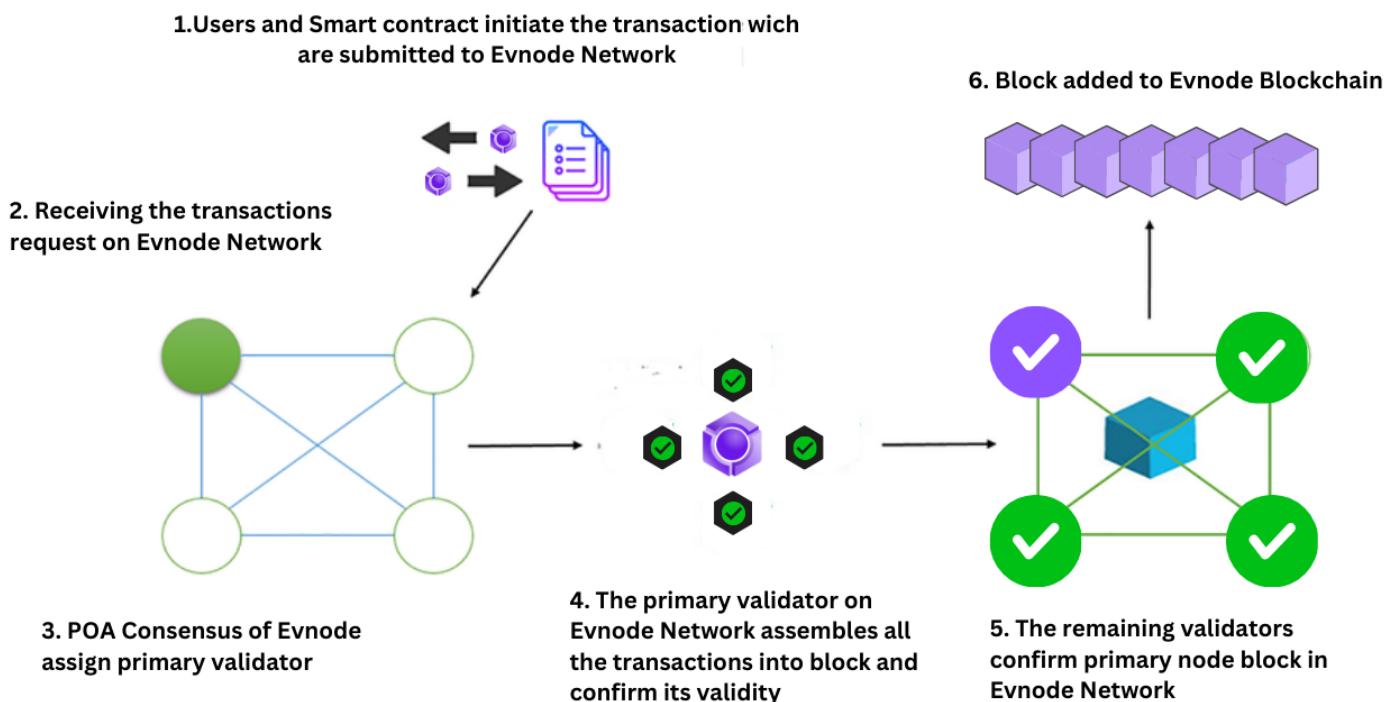 1.Users and Smart contract initiate the transaction wich
are submitted to Evnode Network
6. Block added to Evnode Blockchain
2. Receiving the transactions
request on Evnode Network
3. POA Consensus of Evnode
assign primary validator
4. The primary validator on
Evnode Network assembles all
the transactions into block and
confirm its validity
5. The remaining validators
confirm primary node block in
Evnode Network